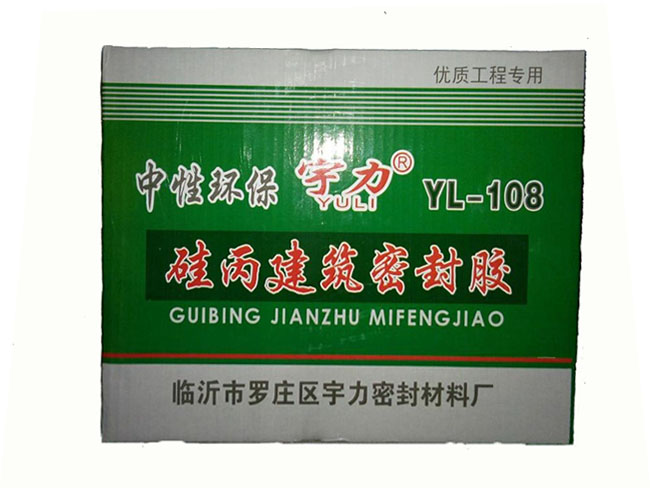 优质工程专用
中性环保 宇力® YL-108
YULI
硅丙建筑密封胶
GUIBING JIANZHU MIFENGJIAO
临沂市罗庄区宇力密封材料厂